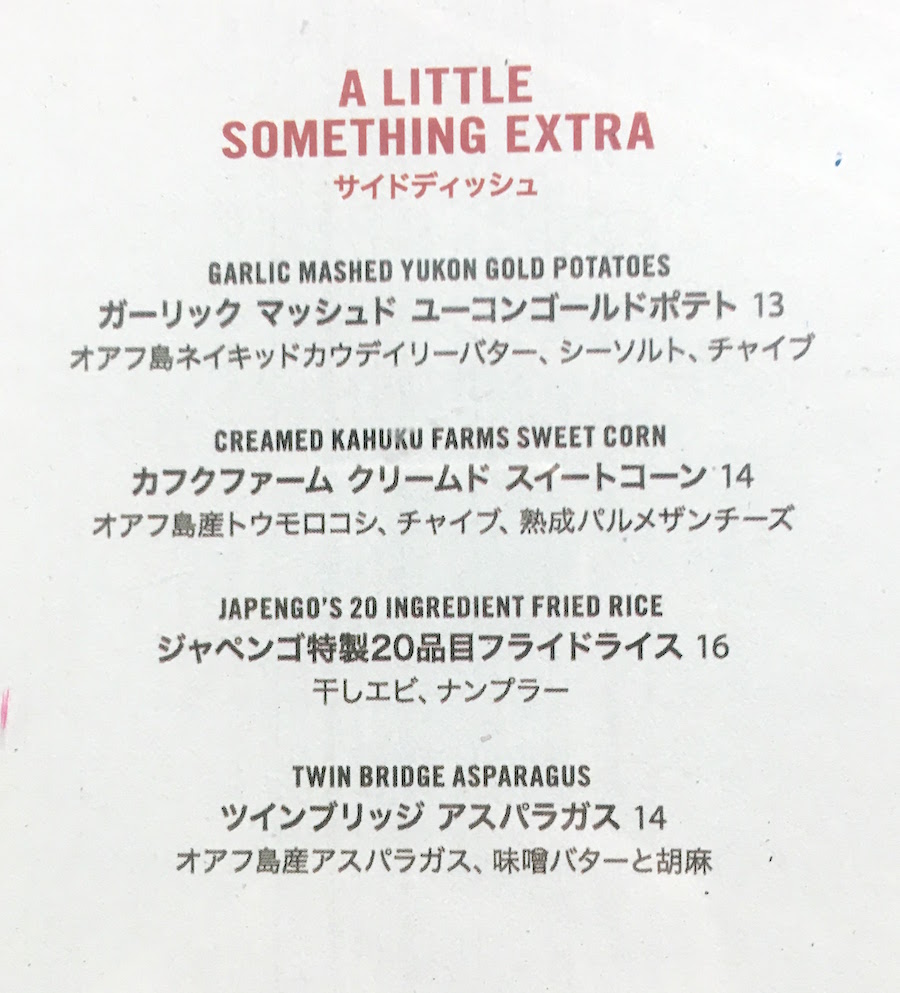 A LITTLE
SOMETHING EXTRA
サイドディッシュ
GARLIC MASHED YUKON GOLD POTATOES
ガーリック マッシュド ユーコンゴールドポテト 13
オアフ島ネイキッドカウデイリーバター、シーソルト、チャイブ
CREAMED KAHUKU FARMS SWEET CORN
カフクファーム クリームド スイートコーン 14
オアフ島産トウモロコシ、チャイブ、熟成パルメザンチーズ
JAPENGO'S 20 INGREDIENT FRIED RICE
ジャペンゴ特製20品目フライドライス 16
干しエビ、ナンプラー
TWIN BRIDGE ASPARAGUS
ツインブリッジ アスパラガス 14
オアフ島産アスパラガス、味噌バターと胡麻